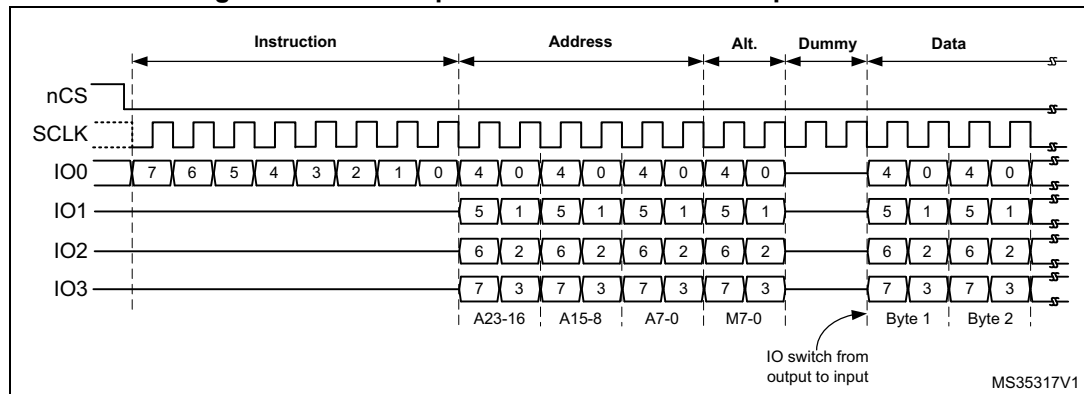 Instruction Address Alt. Dummy Data
nCS
SCLK
IO0 7 6 5 4 3 2 1 0 4 0 4 0 4 0 4 0 4 0 4 0
IO1 5 1 5 1 5 1 5 1 5 1 5 1
IO2 6 2 6 2 6 2 6 2 6 2 6 2
IO3 7 3 7 3 7 3 7 3 7 3 7 3
A23-16 A15-8 A7-0 M7-0 Byte 1 Byte 2
IO switch from
output to input
MS35317V1